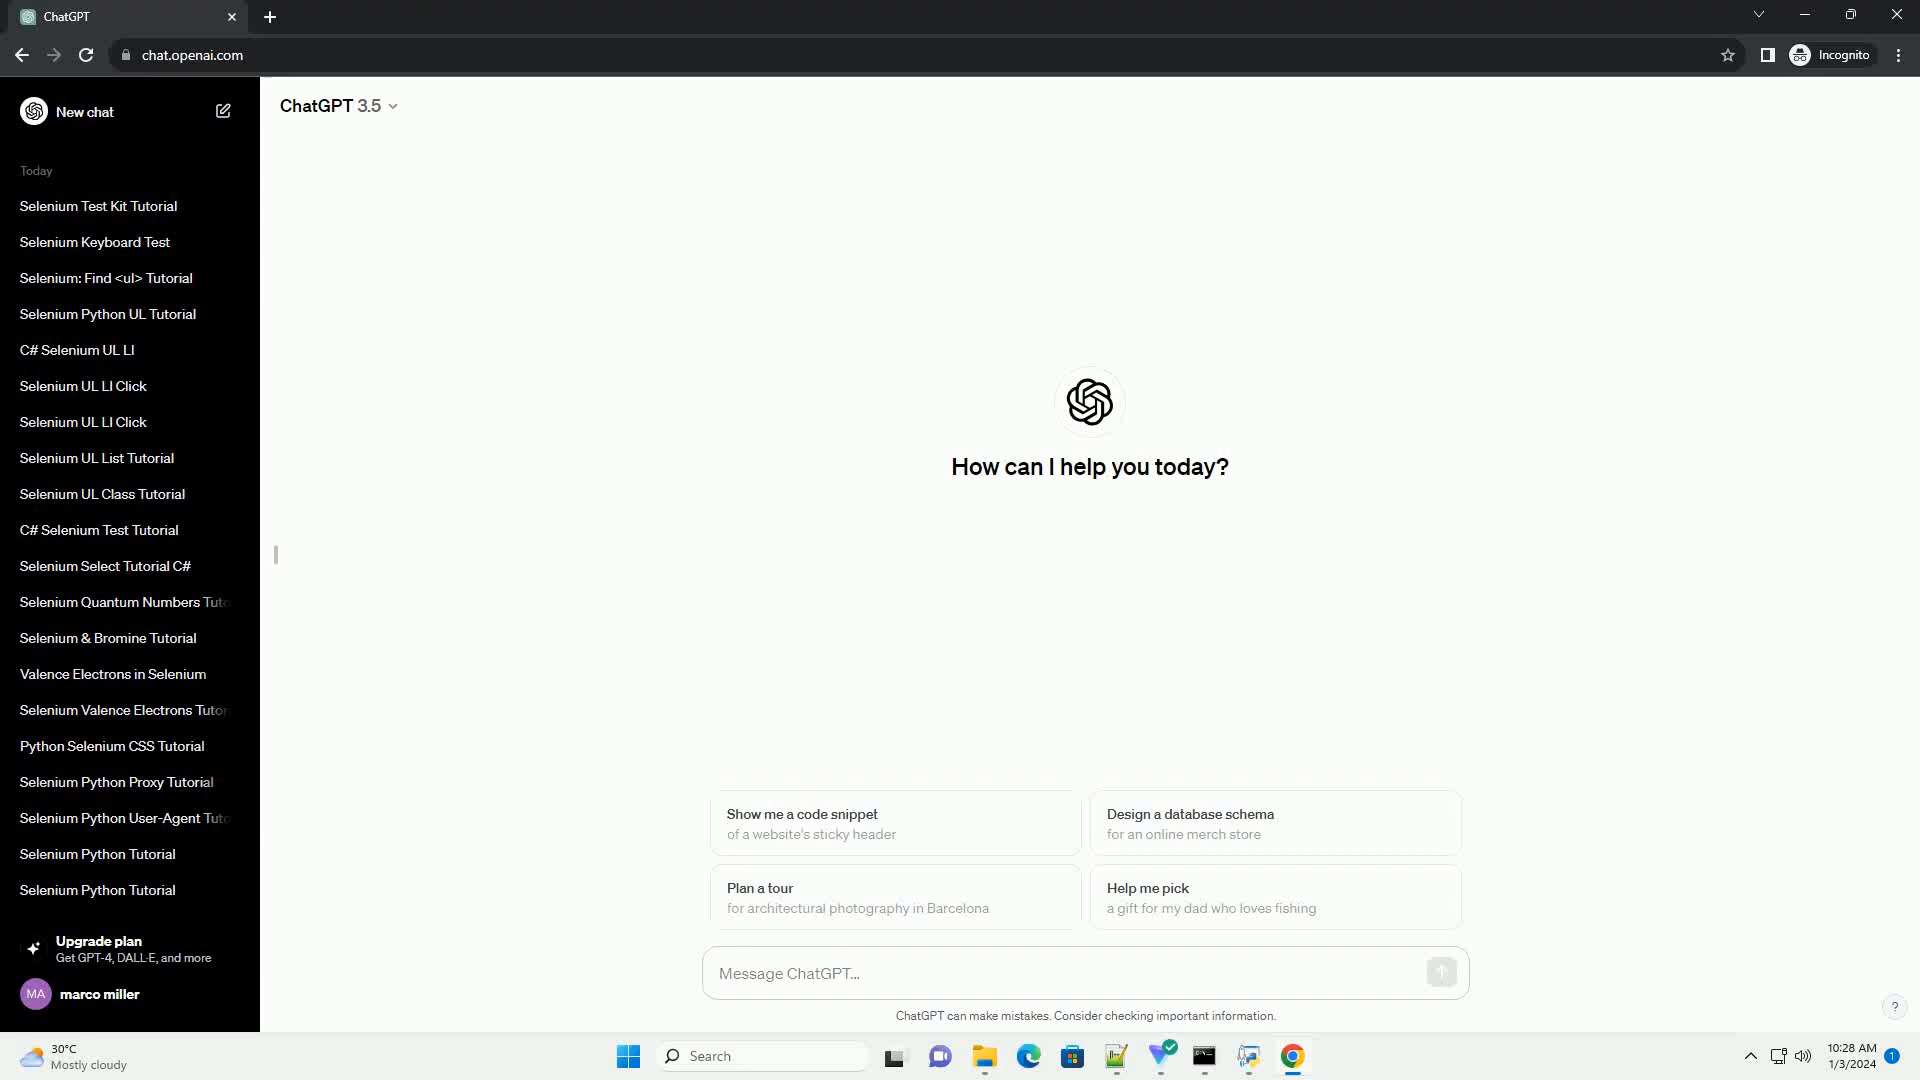 ChatGPT
chat.openai.com
Incognito
New chat
ChatGPT 3.5
Today
Selenium Test Kit Tutorial
Selenium Keyboard Test
Selenium: Find <ul> Tutorial
Selenium Python UL Tutorial
C# Selenium UL LI
Selenium UL LI Click
Selenium UL LI Click
Selenium UL List Tutorial
Selenium UL Class Tutorial
C# Selenium Test Tutorial
Selenium Select Tutorial C#
Selenium Quantum Numbers Tuto
Selenium & Bromine Tutorial
Valence Electrons in Selenium
Selenium Valence Electrons Tutor
Python Selenium CSS Tutorial
Selenium Python Proxy Tutorial
Selenium Python User-Agent Tuto
Selenium Python Tutorial
Selenium Python Tutorial
Upgrade plan
Get GPT-4, DALL·E, and more
MA
marco miller
How can I help you today?
Show me a code snippet
of a website's sticky header
Design a database schema
for an online merch store
Plan a tour
for architectural photography in Barcelona
Help me pick
a gift for my dad who loves fishing
Message ChatGPT...
ChatGPT can make mistakes. Consider checking important information.
?
30°C
Mostly cloudy
Search
10:28 AM
1/3/2024
1